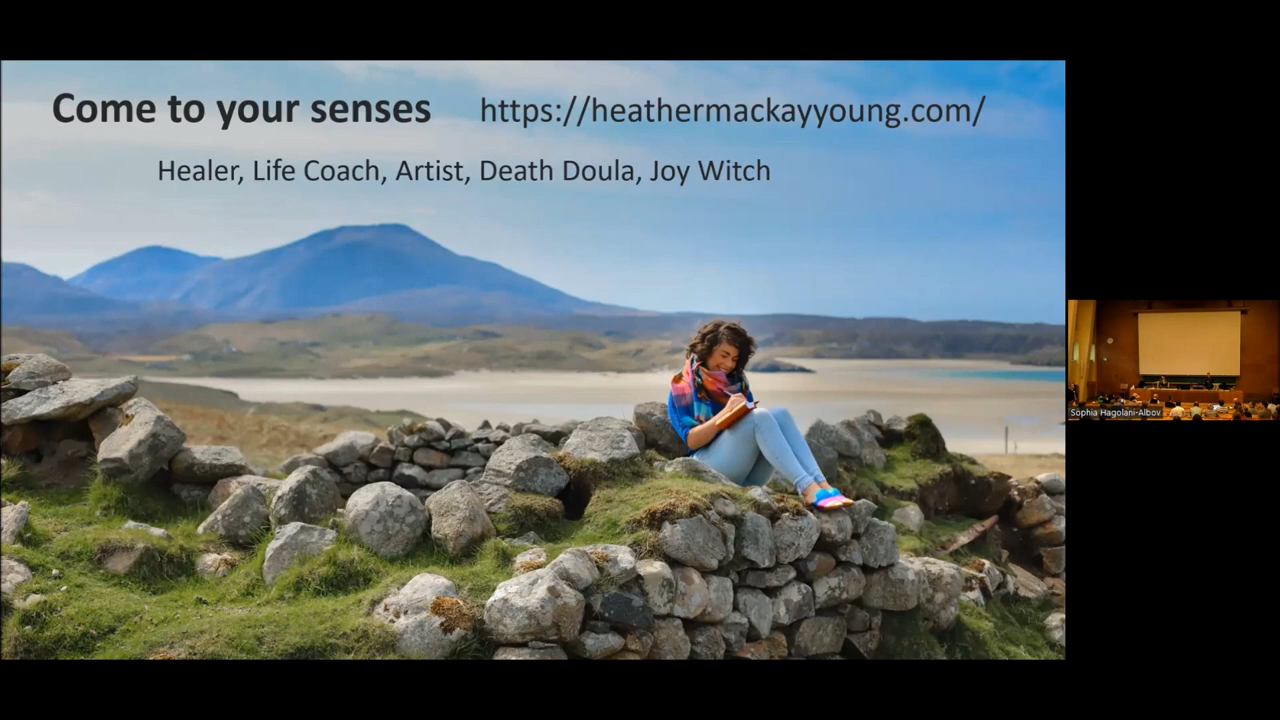 Come to your senses https://heathermackayyoung.com/
Healer, Life Coach, Artist, Death Doula, Joy Witch
Sophia Hagolani-Albov